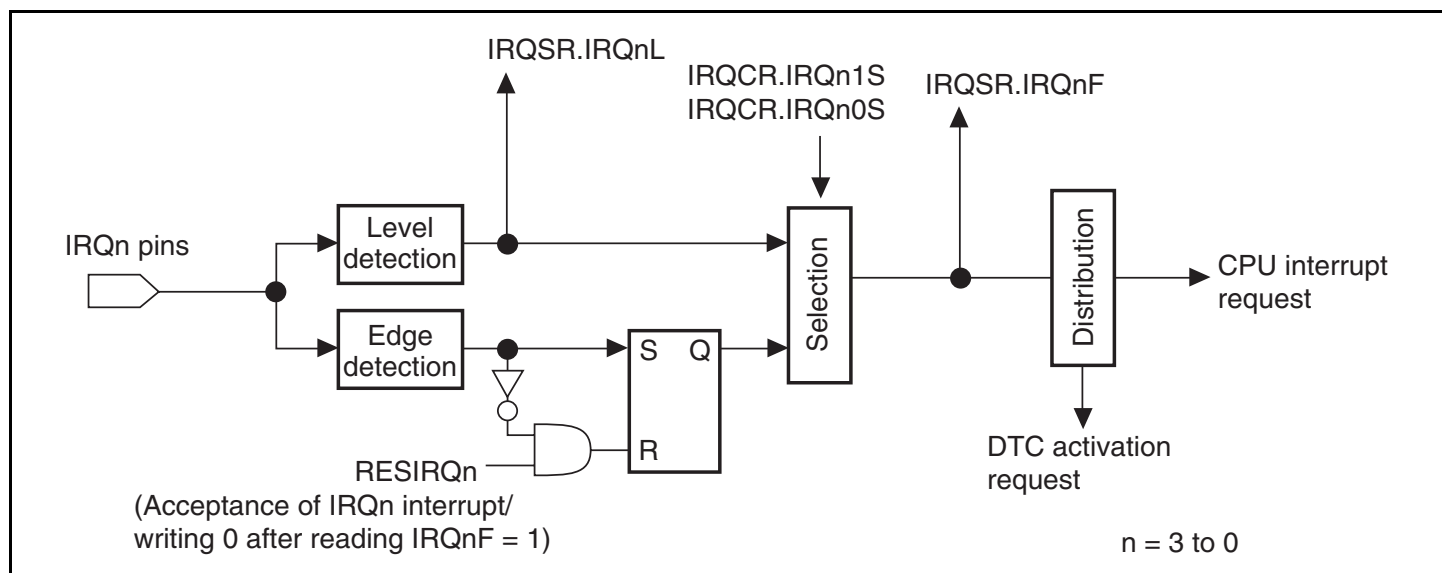 IRQSR.IRQnL
IRQCR.IRQn1S
IRQCR.IRQn0S
IRQSR.IRQnF
IRQn pins
Level
detection
Edge
detection
S Q
R
Selection
Distribution
CPU interrupt
request
DTC activation
request
RESIRQn
(Acceptance of IRQn interrupt/
writing 0 after reading IRQnF = 1)
n = 3 to 0